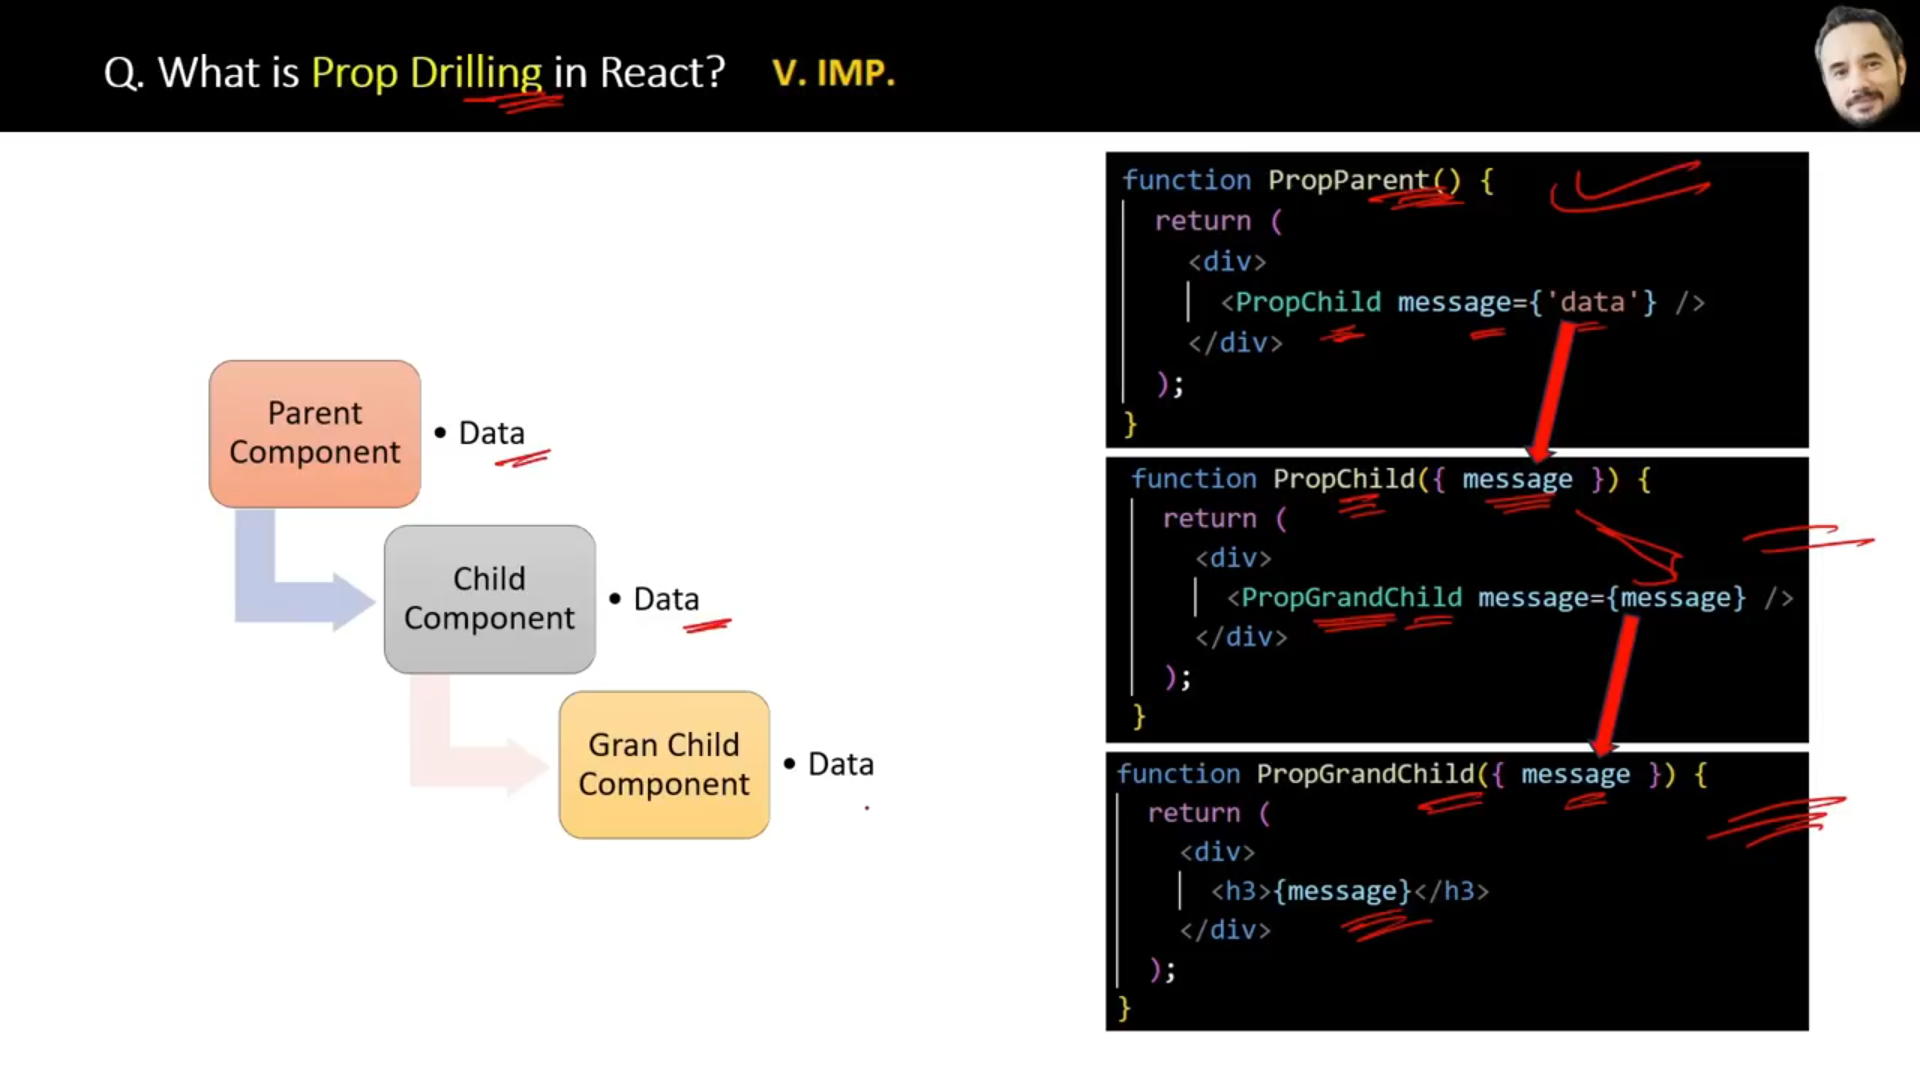 Q. What is Prop Drilling in React? V. IMP.
Parent
Component
• Data
Child
Component
• Data
Gran Child
Component
• Data
function PropParent() {
return (
<div>
<PropChild message={'data'} />
</div>
);
}
function PropChild({ message }) {
return (
<div>
<PropGrandChild message={message} />
</div>
);
}
function PropGrandChild({ message }) {
return (
<div>
<h3>{message}</h3>
</div>
);
}